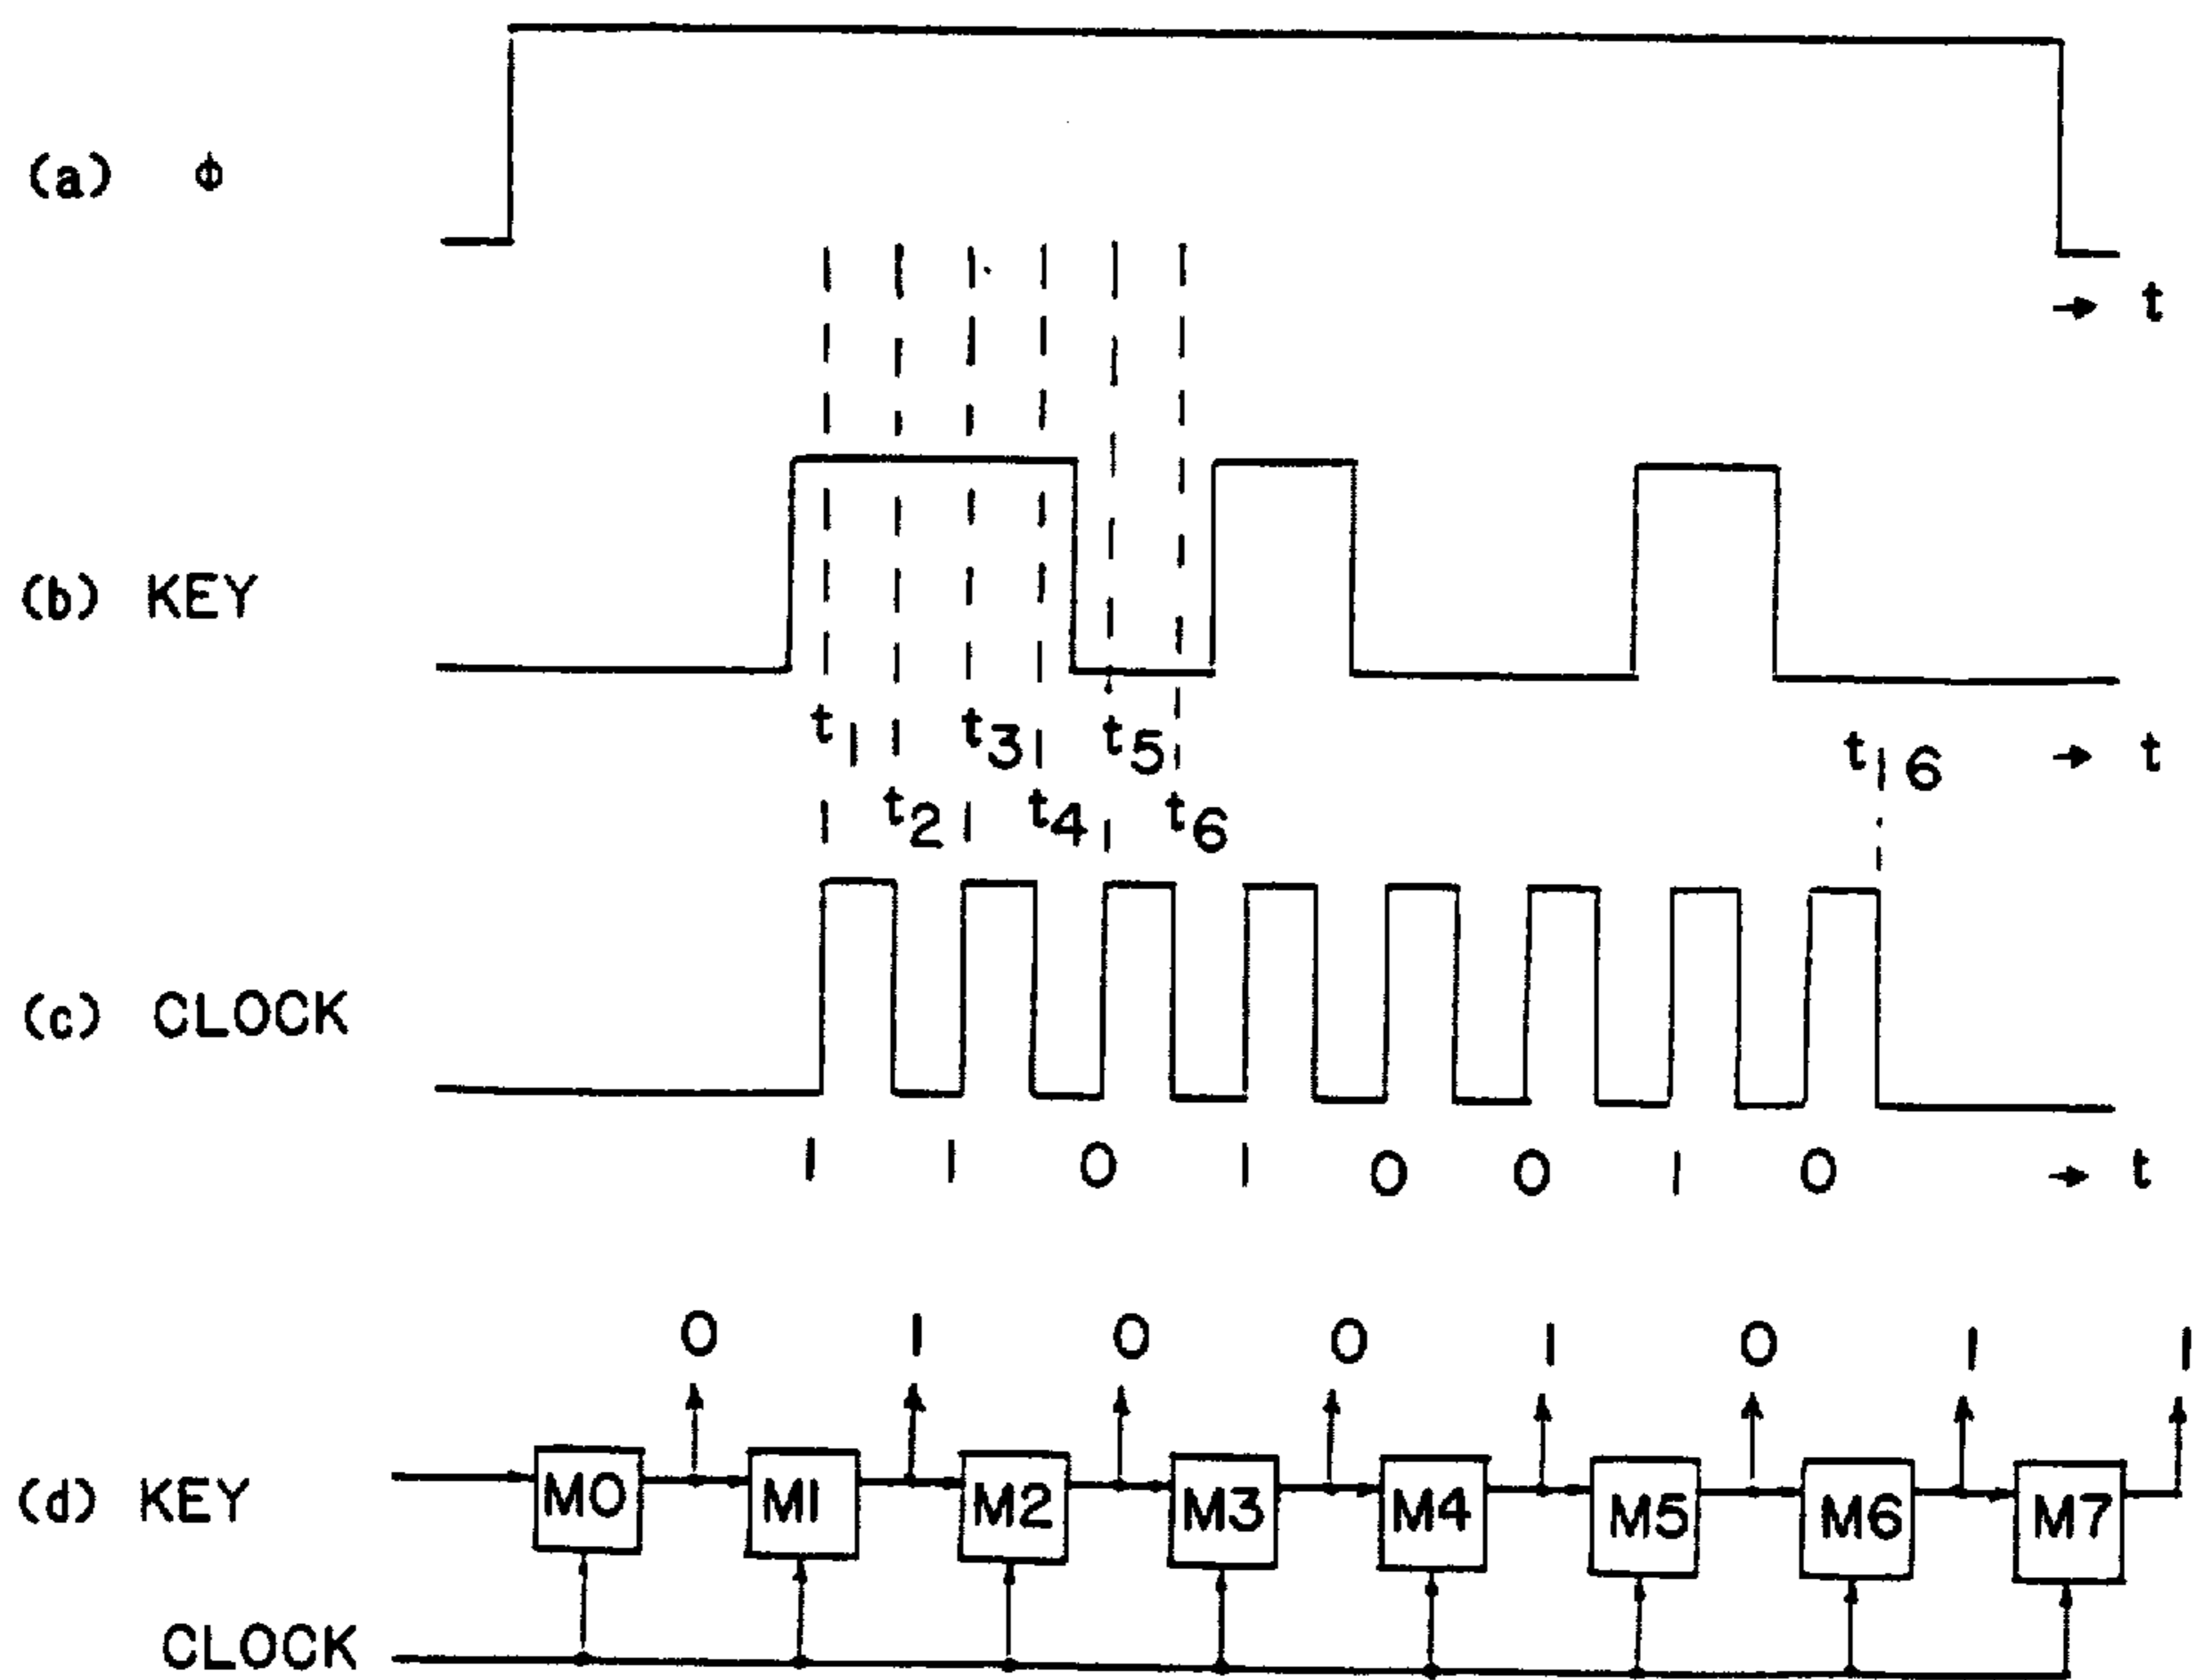 (a) ϕ
t
(b) KEY
t1 t3 t5 t16 t
t2 t4 t6
(c) CLOCK
1 1 0 1 0 0 1 0 t
0 1 0 0 1 0 1 1
(d) KEY M0 M1 M2 M3 M4 M5 M6 M7
CLOCK